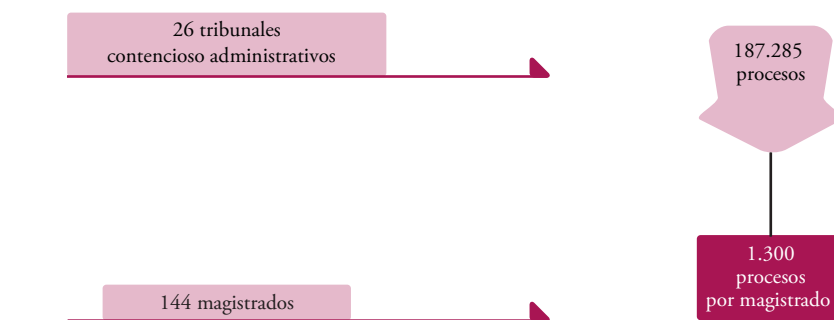 26 tribunales
contencioso administrativos
187.285
procesos
1.300
procesos
por magistrado
144 magistrados